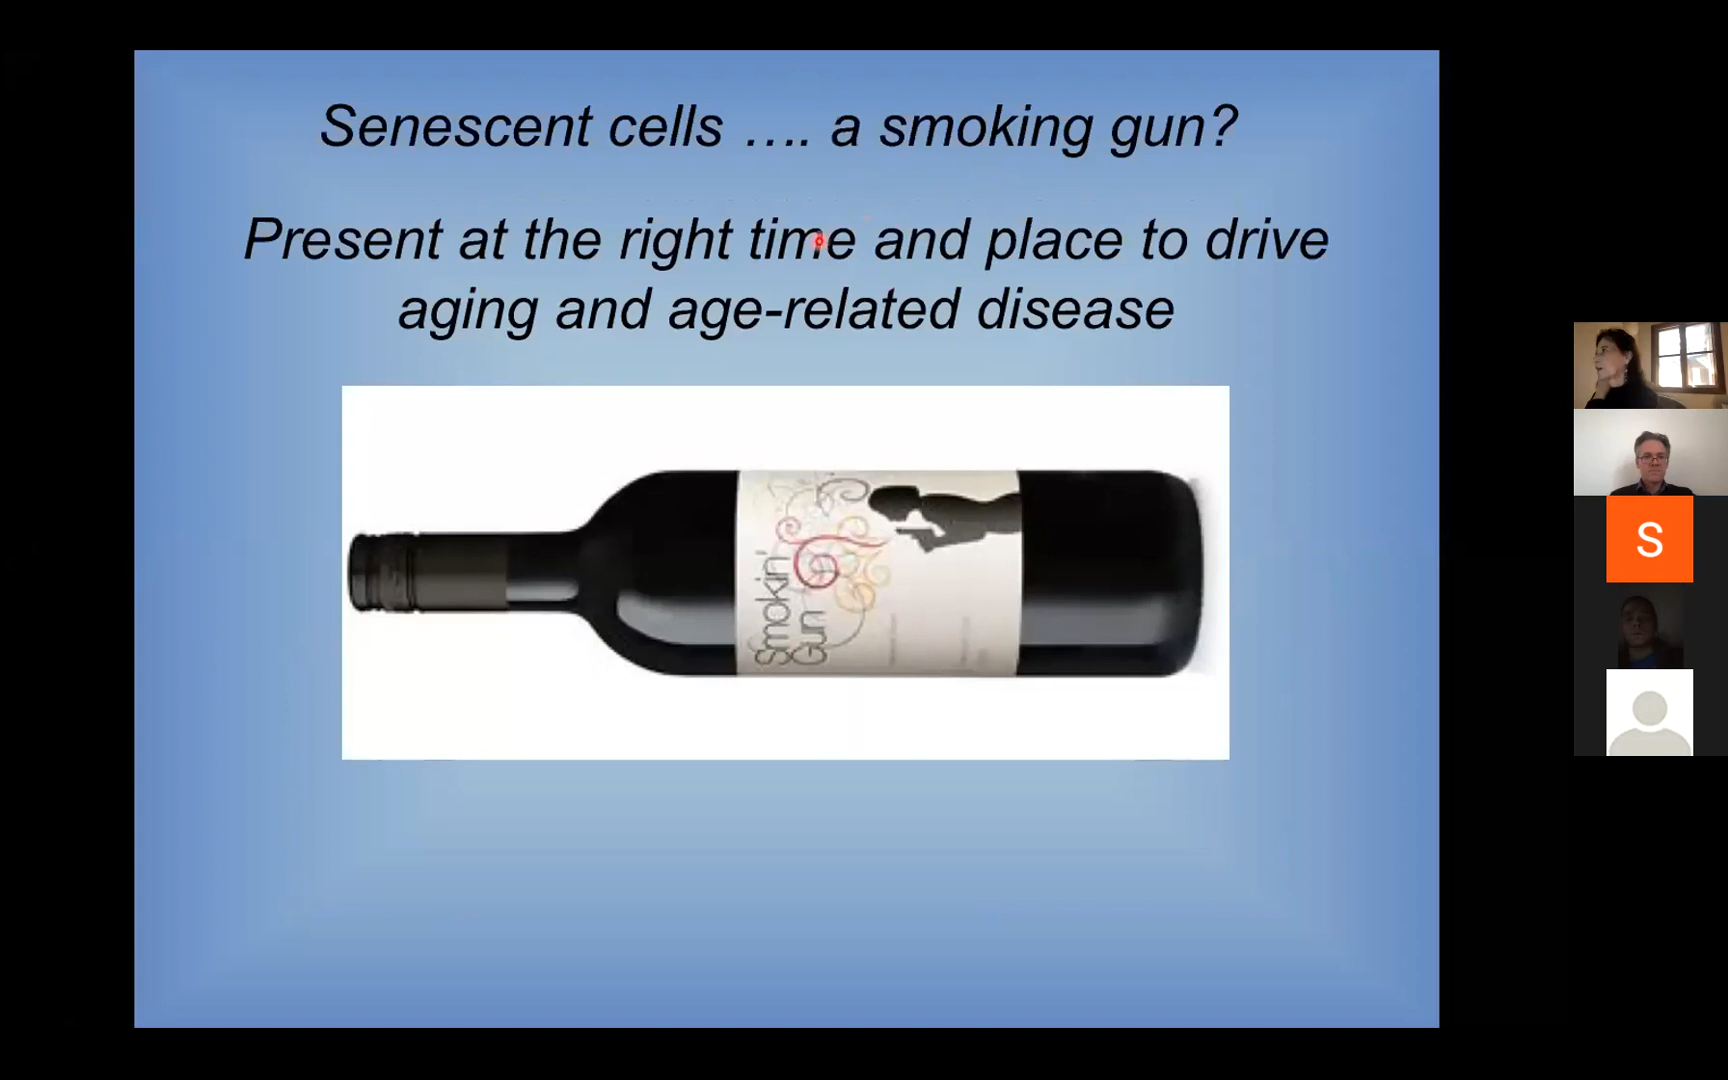 Senescent cells …. a smoking gun?
Present at the right time and place to drive
aging and age-related disease
Smokin'
Gun
S